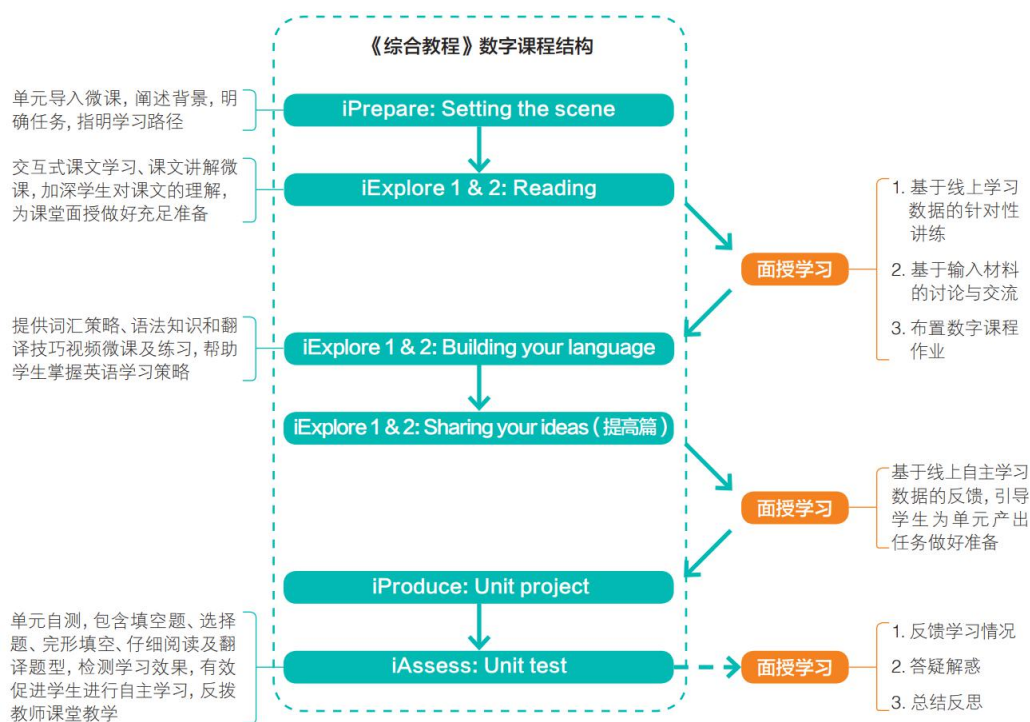 《综合教程》数字课程结构
单元导入微课，阐述背景，明
确任务，指明学习路径
iPrepare: Setting the scene
交互式课文学习、课文讲解微
课，加深学生对课文的理解，
为课堂面授做好充足准备
iExplore 1 & 2: Reading
面授学习
1. 基于线上学习
数据的针对性
讲练
2. 基于输入材料
的讨论与交流
3. 布置数字课程
作业
提供词汇策略、语法知识和翻
译技巧视频微课及练习，帮助
学生掌握英语学习策略
iExplore 1 & 2: Building your language
iExplore 1 & 2: Sharing your ideas（提高篇）
面授学习
基于线上自主学习
数据的反馈，引导
学生为单元产出
任务做好准备
iProduce: Unit project
单元自测，包含填空题、选择
题、完形填空、仔细阅读及翻
译题型，检测学习效果，有效
促进学生进行自主学习，反拨
教师课堂教学
iAssess: Unit test
面授学习
1. 反馈学习情况
2. 答疑解惑
3. 总结反思